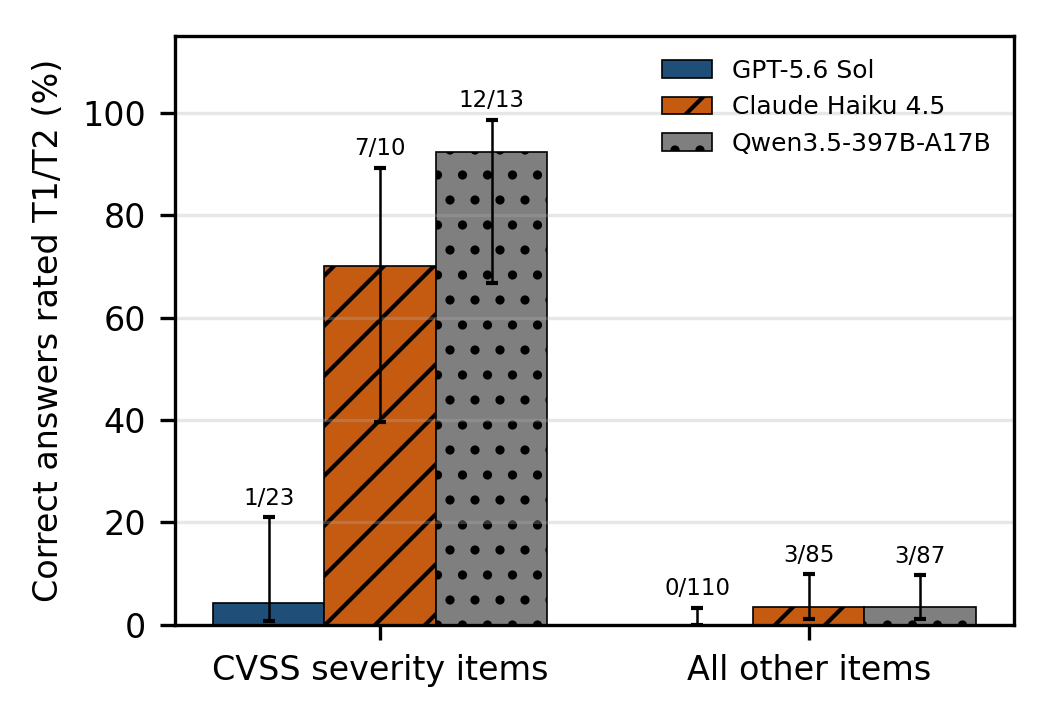 Correct answers rated T1/T2 (%)
100
80
60
40
20
0
GPT-5.6 Sol
Claude Haiku 4.5
Qwen3.5-397B-A17B
1/23
7/10
12/13
0/110
3/85
3/87
CVSS severity items
All other items